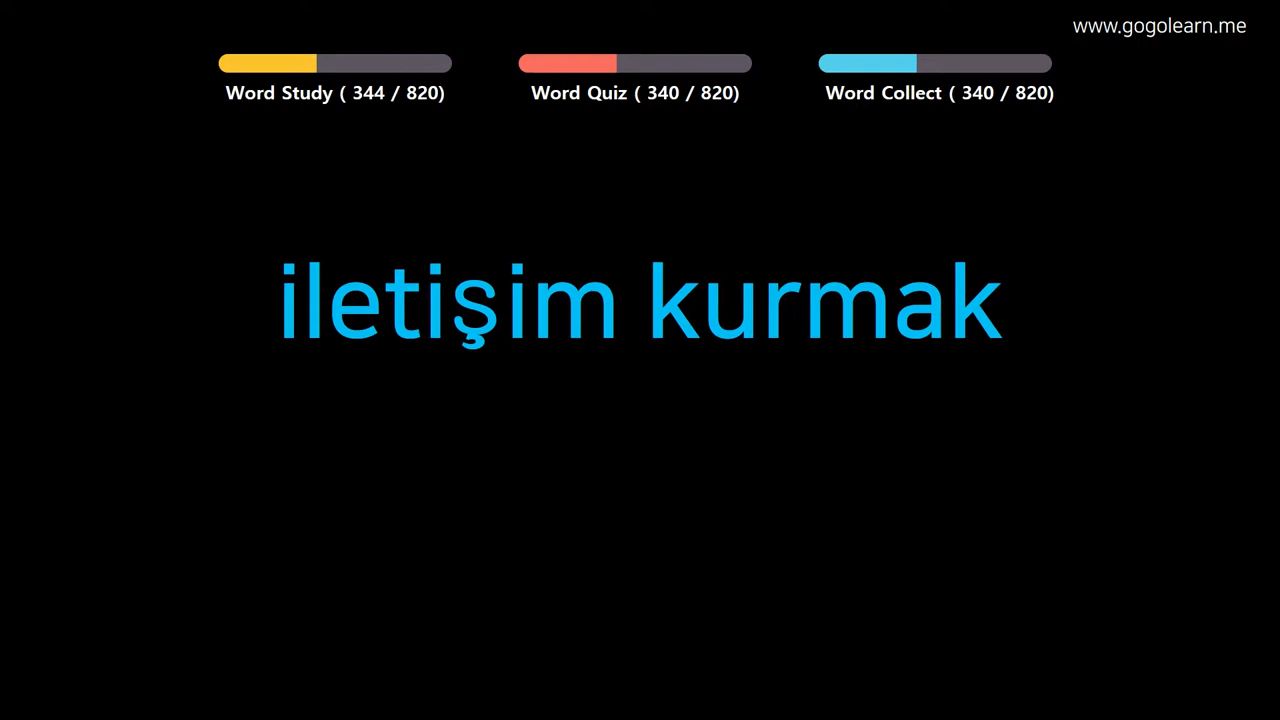 www.gogolearn.me
Word Study ( 344 / 820)
Word Quiz ( 340 / 820)
Word Collect ( 340 / 820)
iletişim kurmak